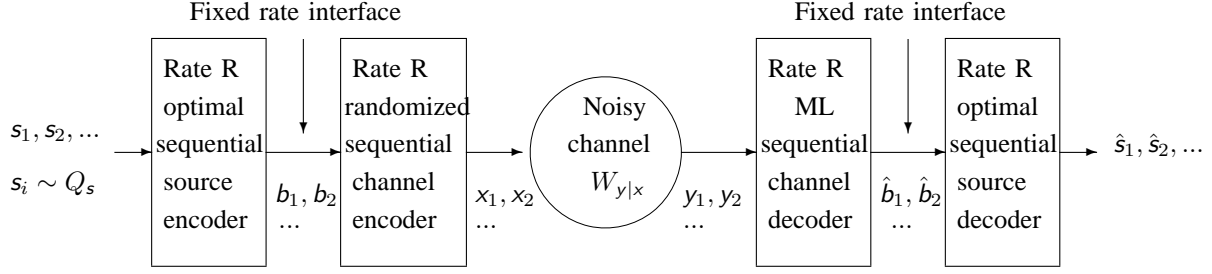 Fixed rate interface
Fixed rate interface
s₁, s₂, ...
sᵢ ∼ Qₛ
Rate R
optimal
sequential
source
encoder
b₁, b₂
...
Rate R
randomized
sequential
channel
encoder
x₁, x₂
...
Noisy
channel
W_{y|x}
y₁, y₂
...
Rate R
ML
sequential
channel
decoder
b̂₁, b̂₂
...
Rate R
optimal
sequential
source
decoder
ŝ₁, ŝ₂, ...